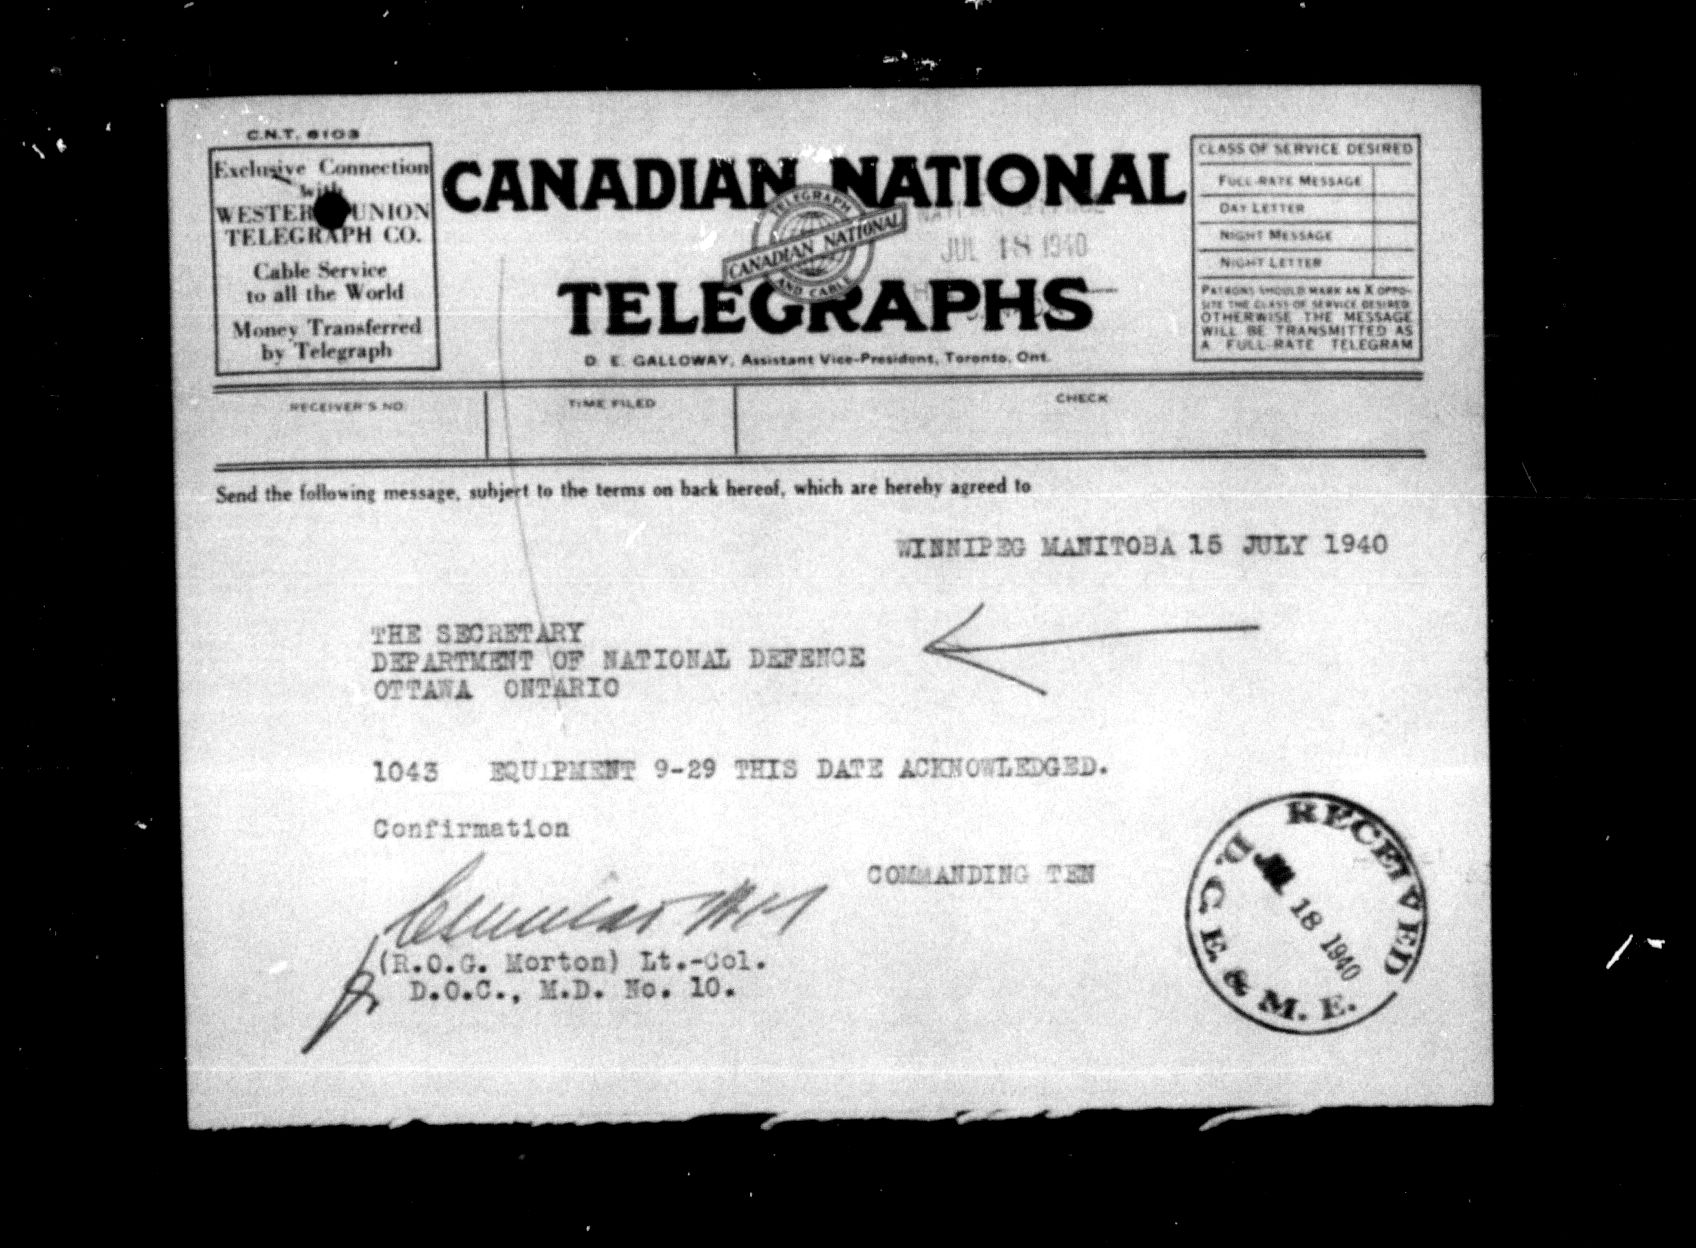 C.N.T. 6103
Exclusive Connection
with
WESTERN UNION
TELEGRAPH CO.
Cable Service
to all the World
Money Transferred
by Telegraph
CANADIAN NATIONAL
TELEGRAPH
CANADIAN NATIONAL
AND CABLE
TELEGRAPHS
JUL 18 1940
D. E. GALLOWAY, Assistant Vice-President, Toronto, Ont.
CLASS OF SERVICE DESIRED
FULL-RATE MESSAGE
DAY LETTER
NIGHT MESSAGE
NIGHT LETTER
PATRONS SHOULD MARK AN X OPPO-
SITE THE CLASS OF SERVICE DESIRED
OTHERWISE THE MESSAGE
WILL BE TRANSMITTED AS
A FULL-RATE TELEGRAM
RECEIVER'S NO.
TIME FILED
CHECK
Send the following message, subject to the terms on back hereof, which are hereby agreed to
WINNIPEG MANITOBA 15 JULY 1940
THE SECRETARY
DEPARTMENT OF NATIONAL DEFENCE
OTTAWA ONTARIO
1043 EQUIPMENT 9-29 THIS DATE ACKNOWLEDGED.
Confirmation
COMMANDING TEN
(R.O.G. Morton) Lt.-Col.
D.O.C., M.D. No. 10.
RECEIVED
18 1940
D. C. E. & M. E.